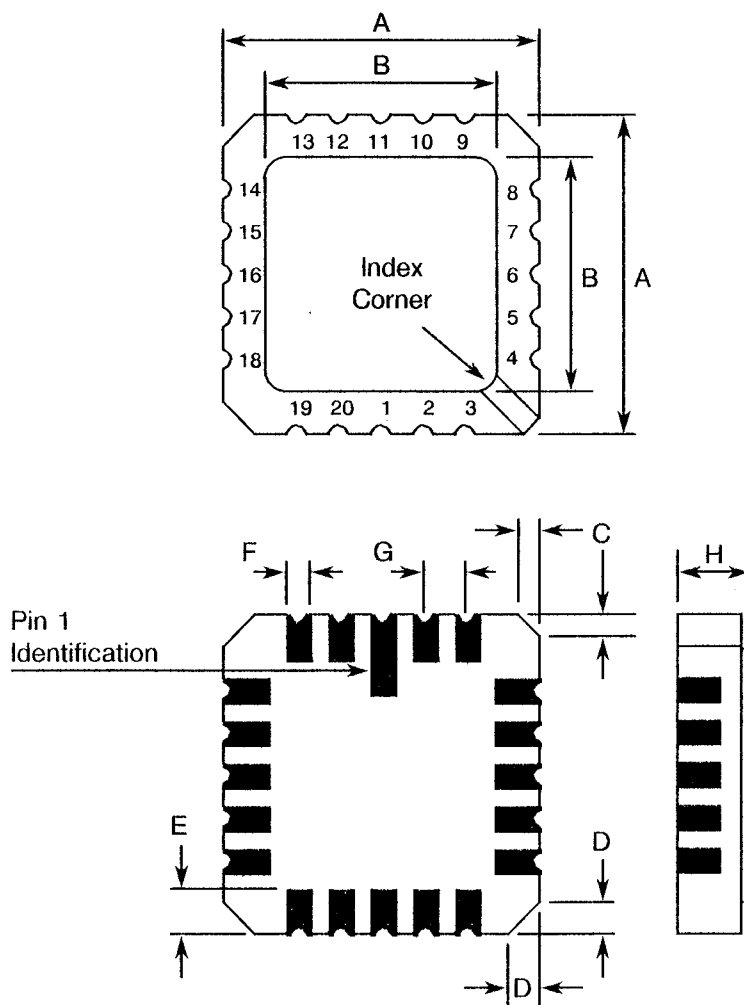 A
B
13 12 11 10 9
14 8
15 7
16 6
17 5
18 4
Index
Corner
B A
19 20 1 2 3
C
F G H
Pin 1
Identification
E D
D